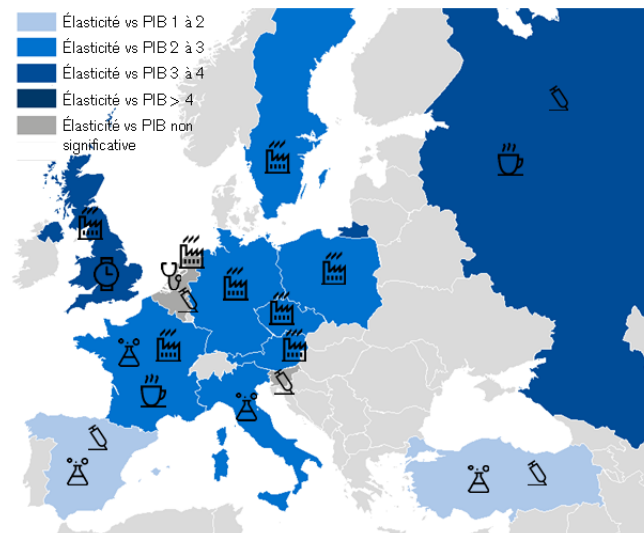 Élasticité vs PIB 1 à 2
Élasticité vs PIB 2 à 3
Élasticité vs PIB 3 à 4
Élasticité vs PIB > 4
Élasticité vs PIB non
significative